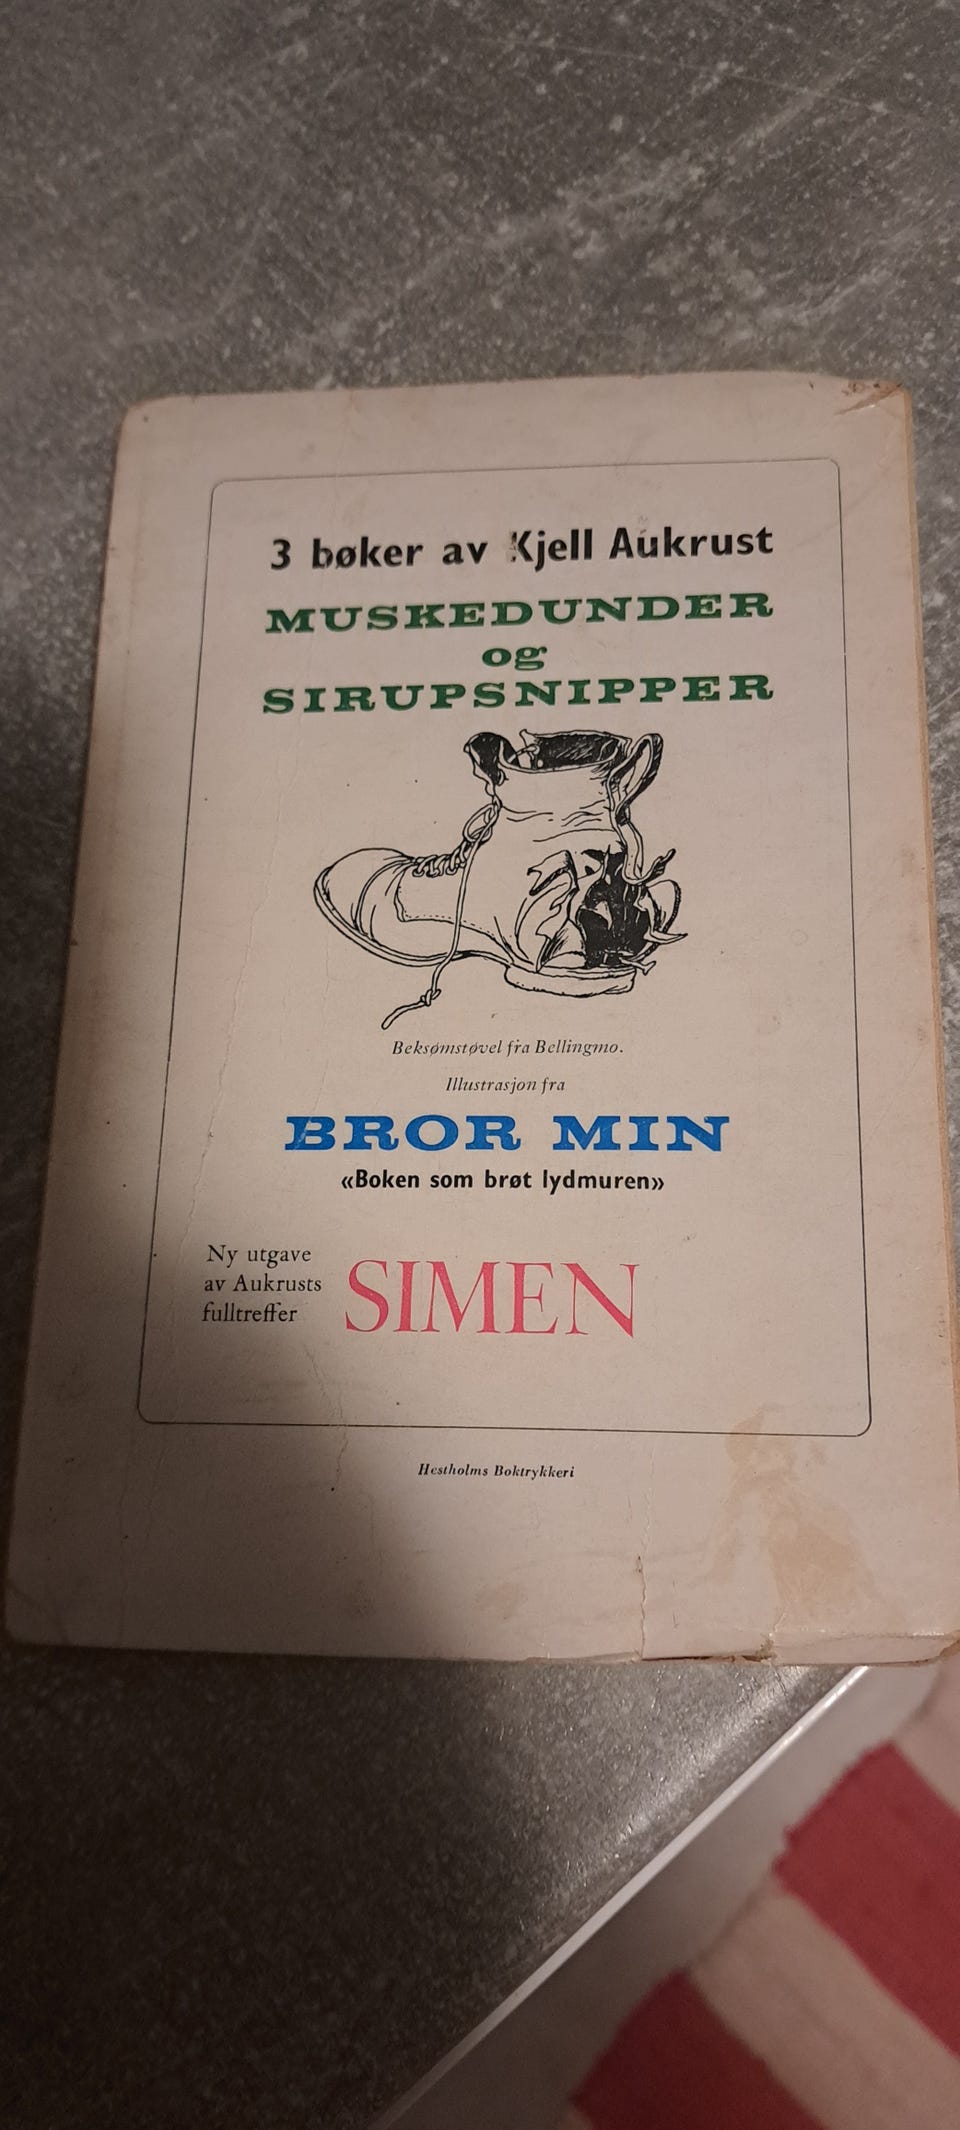 3 bøker av Kjell Aukrust
MUSKEDUNDER
og
SIRUPSNIPPER
Beksømstøvel fra Bellingmo.
Illustrasjon fra
BROR MIN
«Boken som brøt lydmuren»
Ny utgave
av Aukrusts
fulltreffer
SIMEN
Hestholms Boktrykkeri